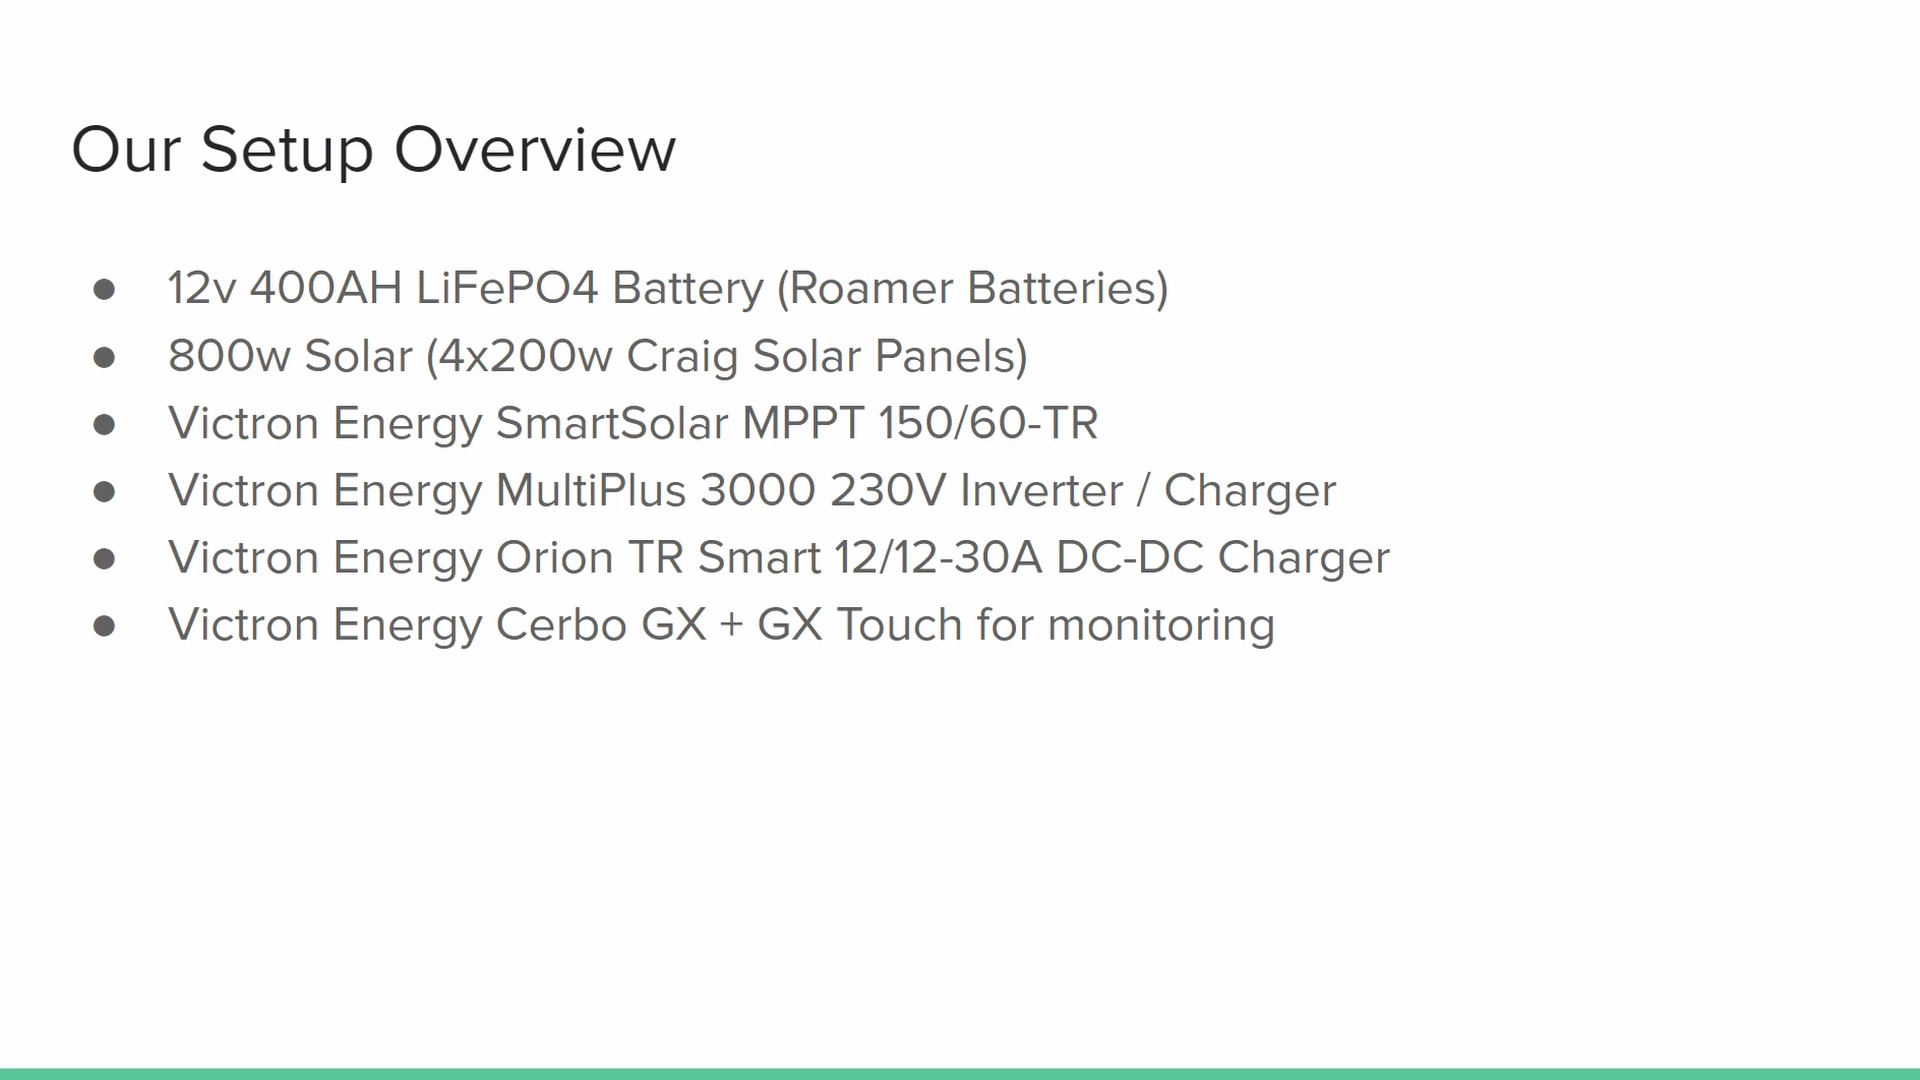 Our Setup Overview
● 12v 400AH LiFePO4 Battery (Roamer Batteries)
● 800w Solar (4x200w Craig Solar Panels)
● Victron Energy SmartSolar MPPT 150/60-TR
● Victron Energy MultiPlus 3000 230V Inverter / Charger
● Victron Energy Orion TR Smart 12/12-30A DC-DC Charger
● Victron Energy Cerbo GX + GX Touch for monitoring